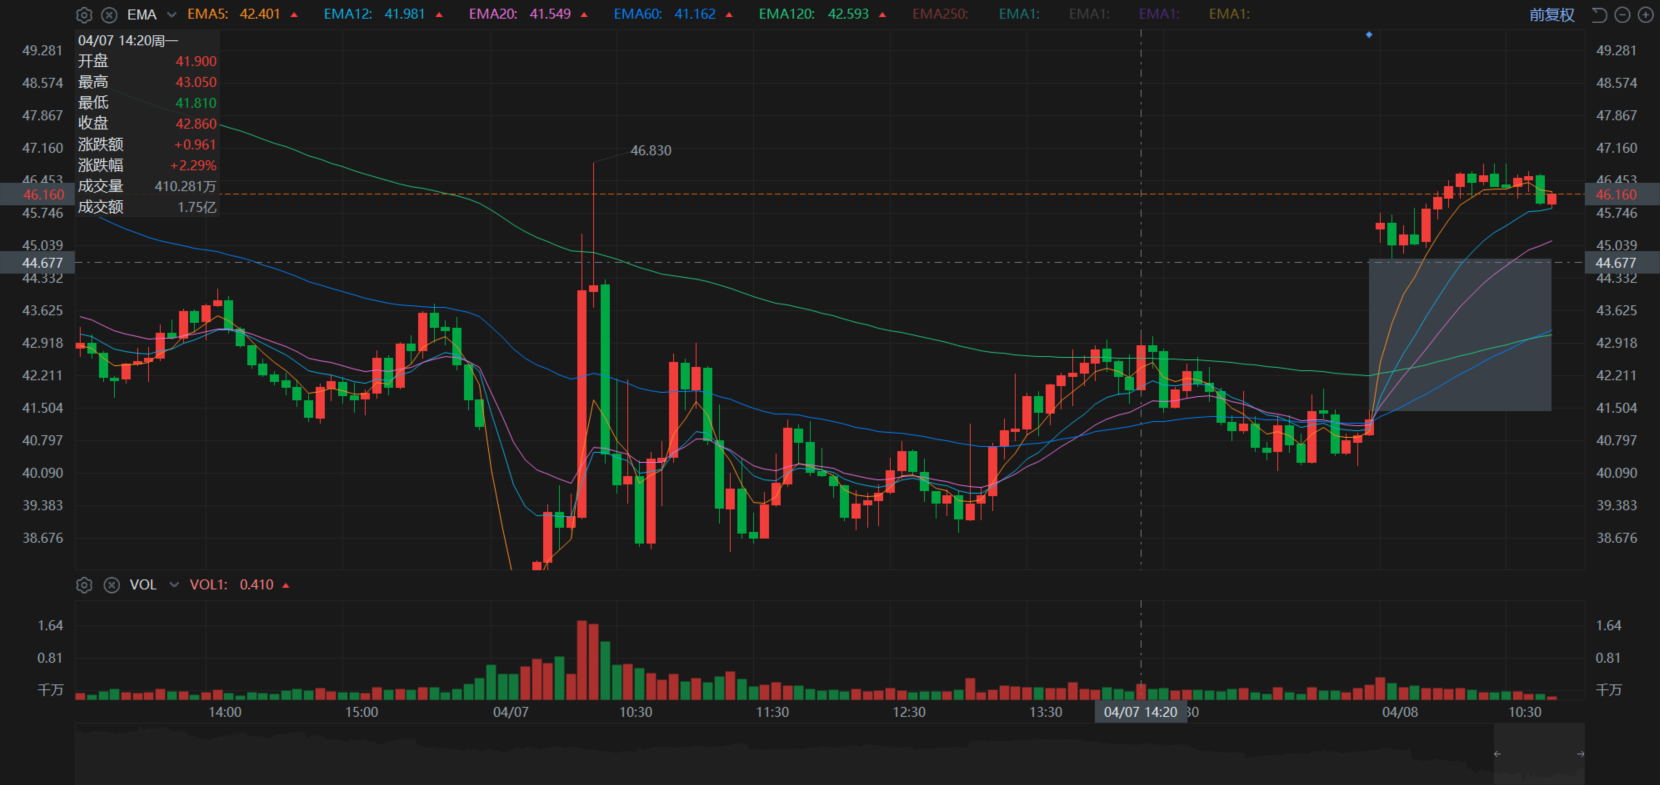 EMA EMA5: 42.401 EMA12: 41.981 EMA20: 41.549 EMA60: 41.162 EMA120: 42.593 EMA250: EMA1: EMA1: EMA1: EMA1: 前复权
04/07 14:20周一
开盘 41.900
最高 43.050
最低 41.810
收盘 42.860
涨跌额 +0.961
涨跌幅 +2.29%
成交量 410.281万
成交额 1.75亿
49.281 49.281
48.574 48.574
47.867 47.867
47.160 46.830 47.160
46.453 46.453
46.160 46.160
45.746 45.746
45.039 45.039
44.677 44.677
44.332 44.332
43.625 43.625
42.918 42.918
42.211 42.211
41.504 41.504
40.797 40.797
40.090 40.090
39.383 39.383
38.676 38.676
VOL VOL1: 0.410
1.64 1.64
0.81 0.81
千万 千万
14:00 15:00 04/07 10:30 11:30 12:30 13:30 04/07 14:20 30 04/08 10:30